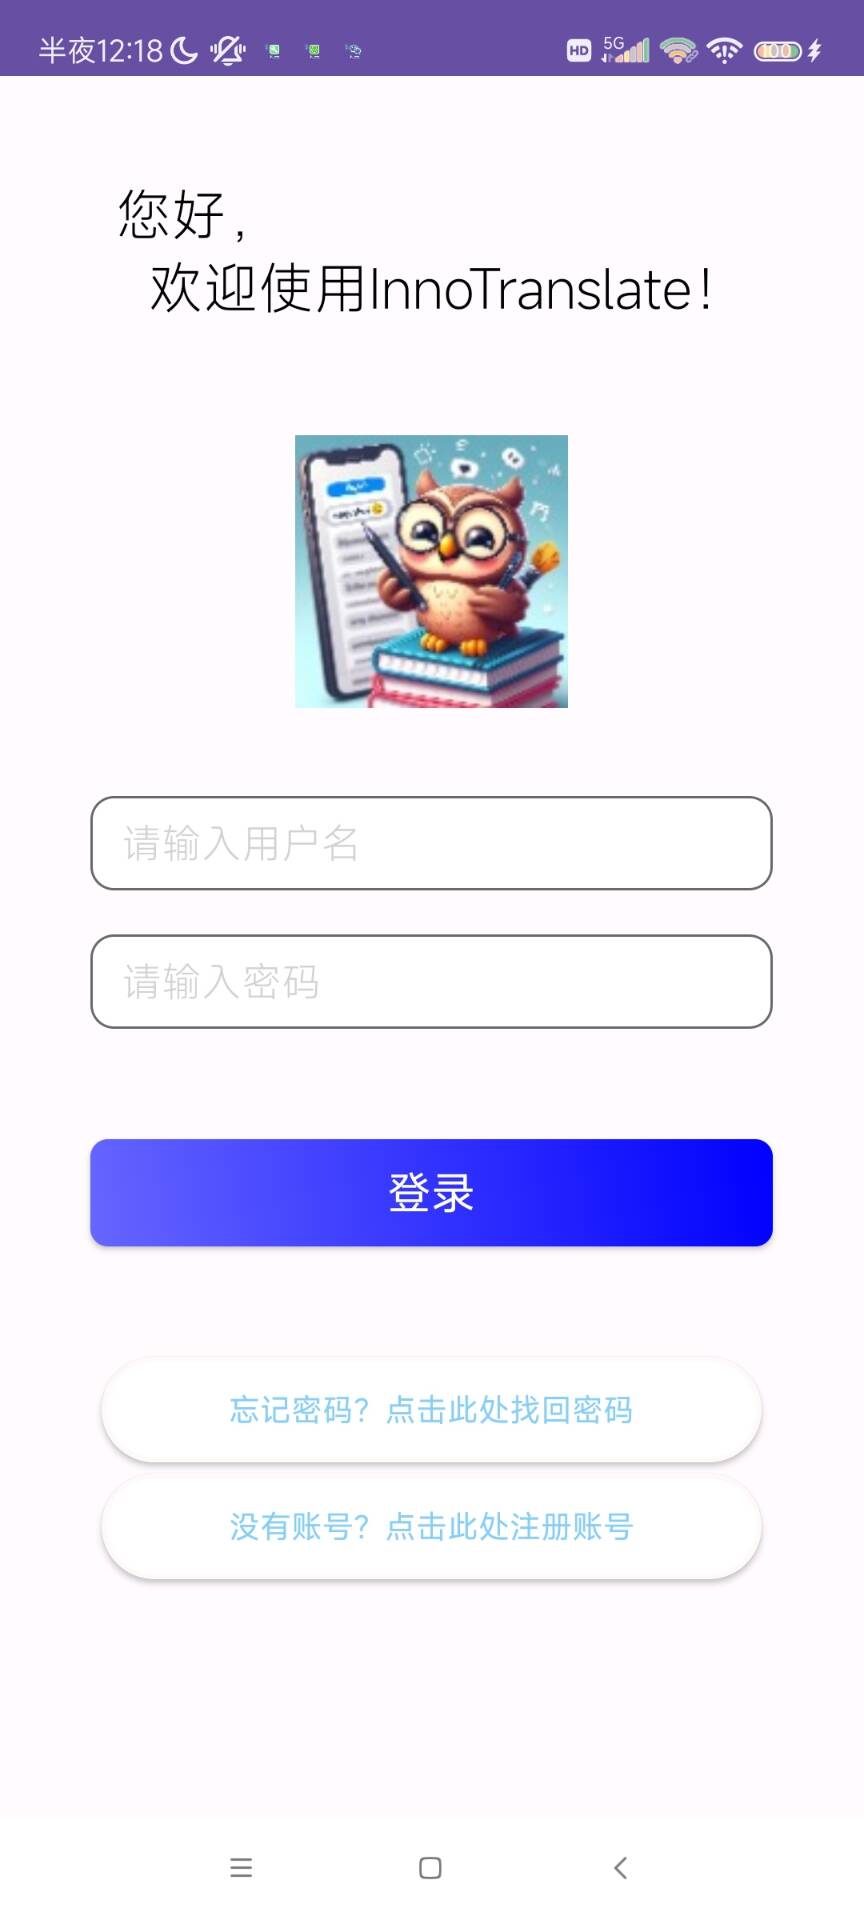 半夜12:18
HD 5G 100
您好，
欢迎使用InnoTranslate！
请输入用户名
请输入密码
登录
忘记密码？点击此处找回密码
没有账号？点击此处注册账号